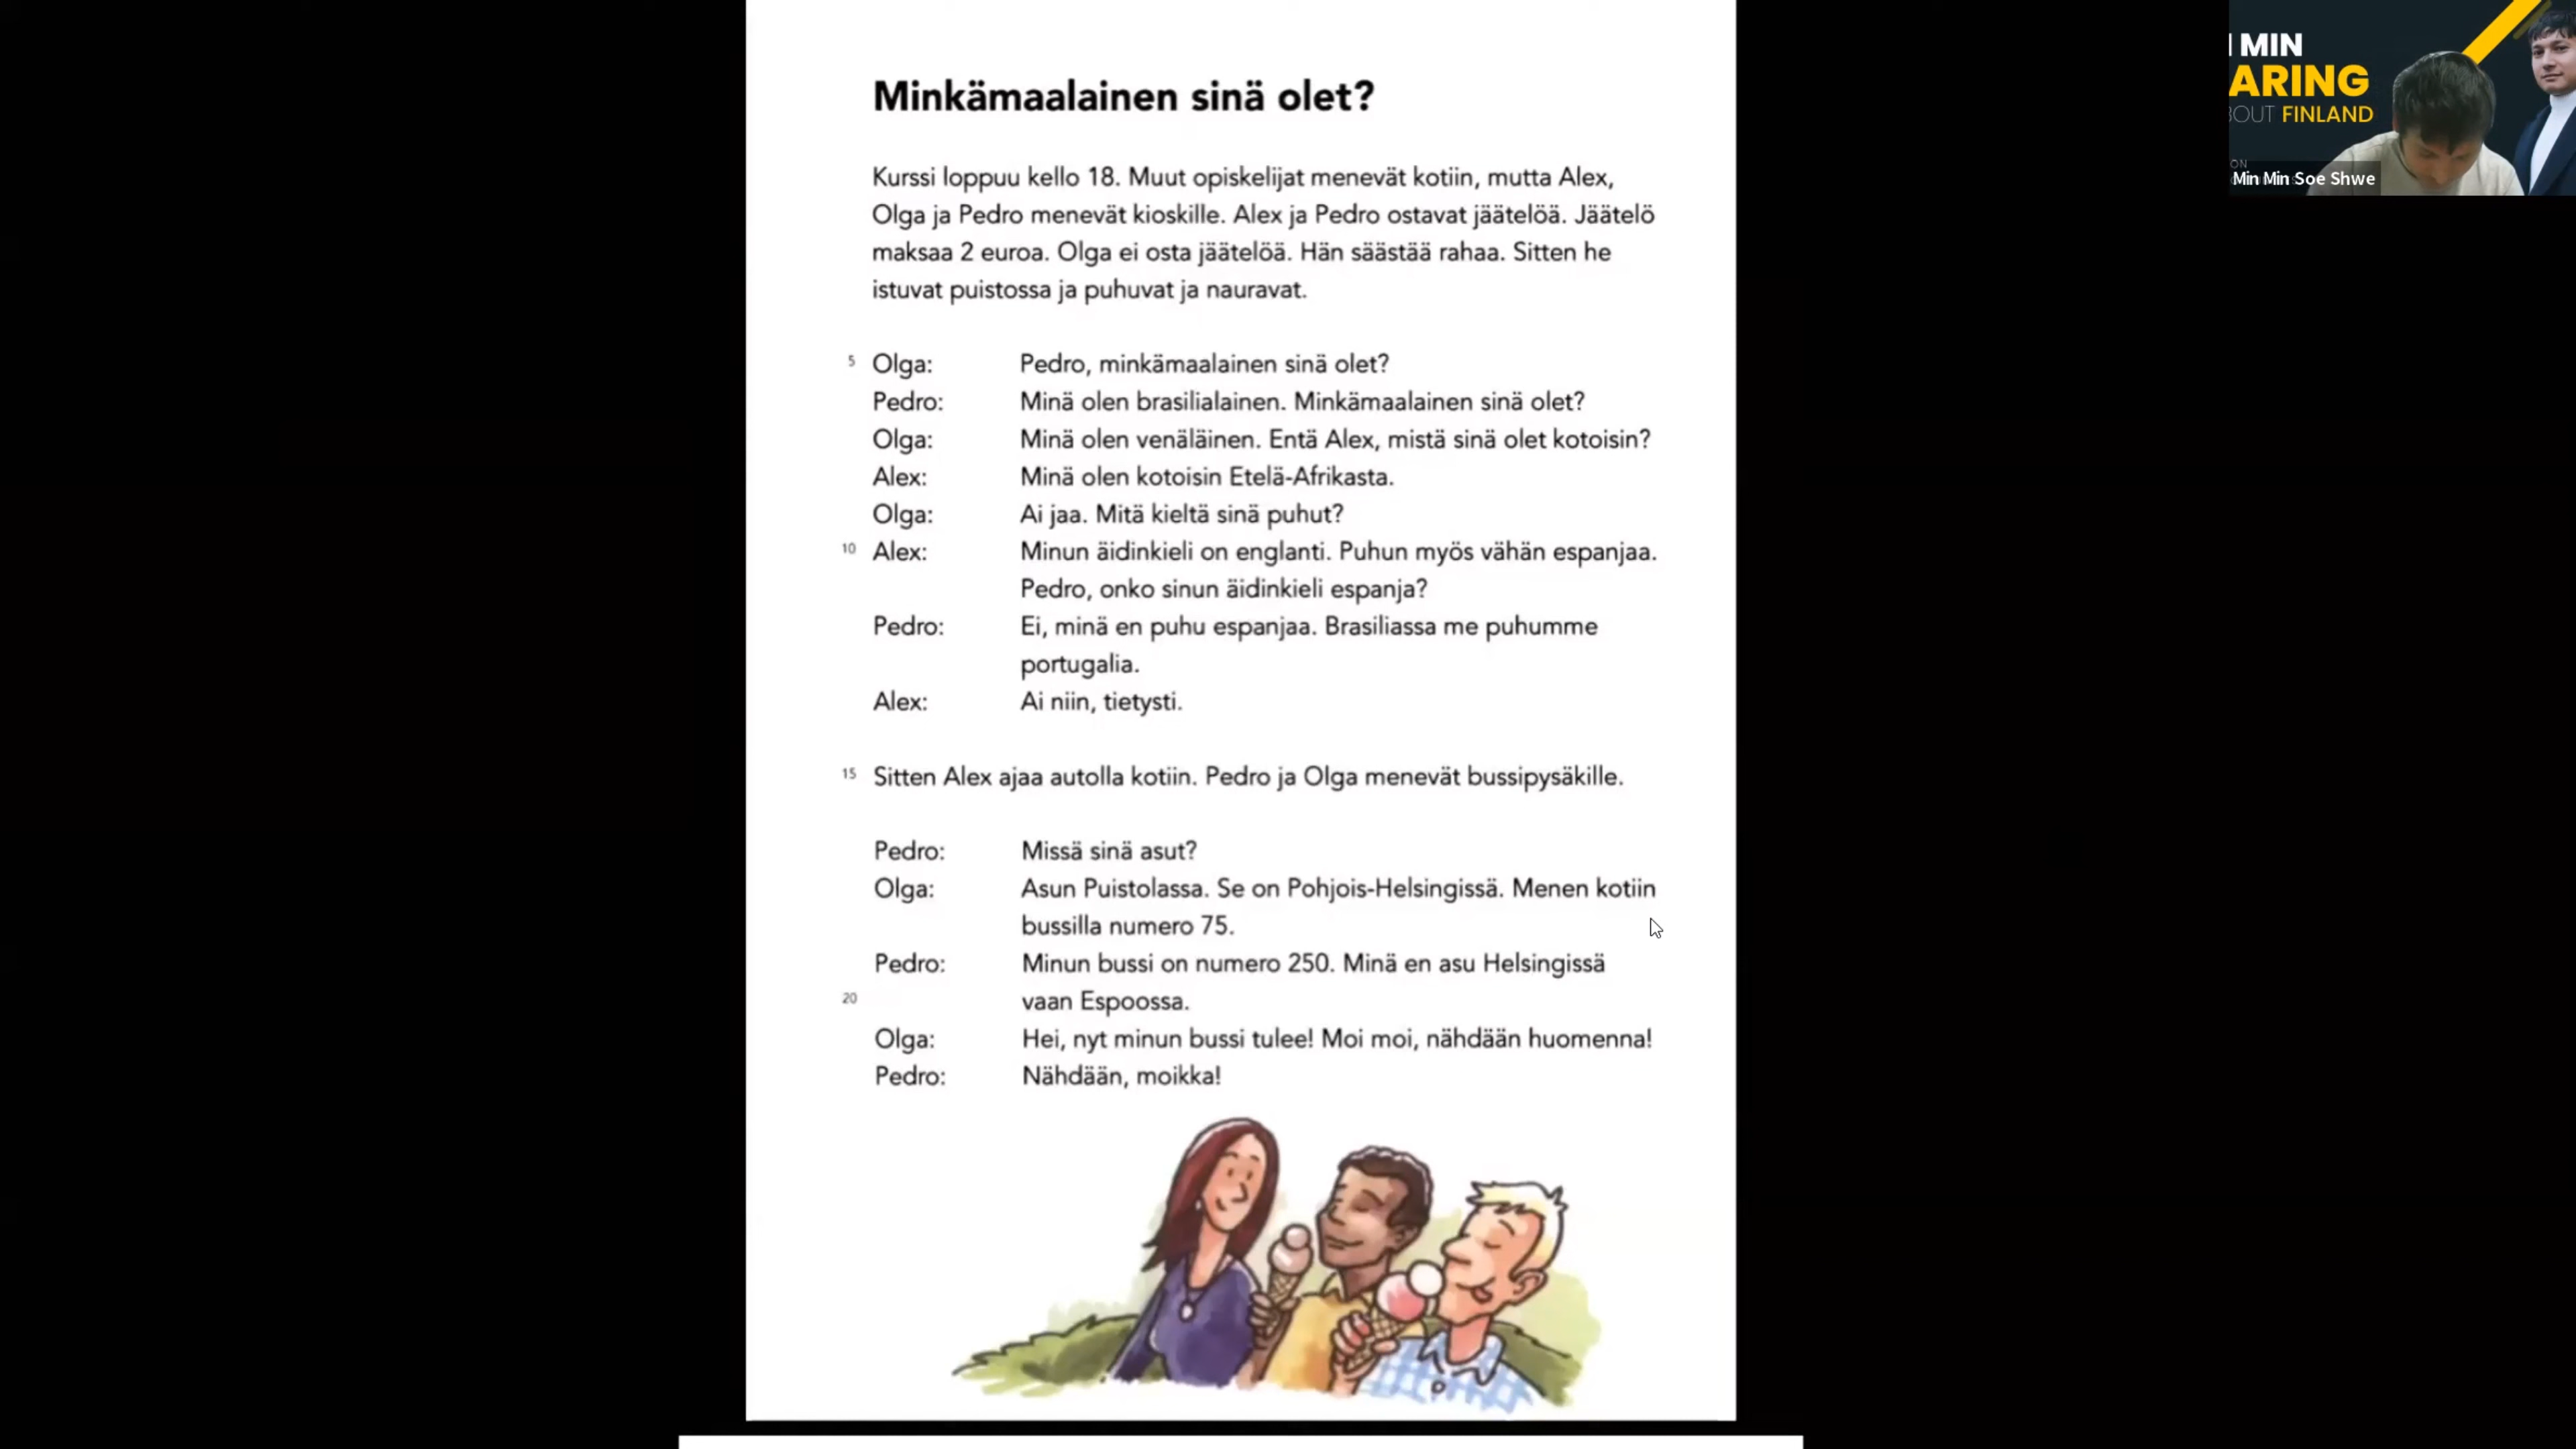 Minkämaalainen sinä olet?
Kurssi loppuu kello 18. Muut opiskelijat menevät kotiin, mutta Alex,
Olga ja Pedro menevät kioskille. Alex ja Pedro ostavat jäätelöä. Jäätelö
maksaa 2 euroa. Olga ei osta jäätelöä. Hän säästää rahaa. Sitten he
istuvat puistossa ja puhuvat ja nauravat.
5 Olga: Pedro, minkämaalainen sinä olet?
Pedro: Minä olen brasilialainen. Minkämaalainen sinä olet?
Olga: Minä olen venäläinen. Entä Alex, mistä sinä olet kotoisin?
Alex: Minä olen kotoisin Etelä-Afrikasta.
Olga: Ai jaa. Mitä kieltä sinä puhut?
10 Alex: Minun äidinkieli on englanti. Puhun myös vähän espanjaa.
Pedro, onko sinun äidinkieli espanja?
Pedro: Ei, minä en puhu espanjaa. Brasiliassa me puhumme
portugalia.
Alex: Ai niin, tietysti.
15 Sitten Alex ajaa autolla kotiin. Pedro ja Olga menevät bussipysäkille.
Pedro: Missä sinä asut?
Olga: Asun Puistolassa. Se on Pohjois-Helsingissä. Menen kotiin
bussilla numero 75.
Pedro: Minun bussi on numero 250. Minä en asu Helsingissä
20 vaan Espoossa.
Olga: Hei, nyt minun bussi tulee! Moi moi, nähdään huomenna!
Pedro: Nähdään, moikka!
MIN
ARING
OUT FINLAND
ON
Min Min Soe Shwe